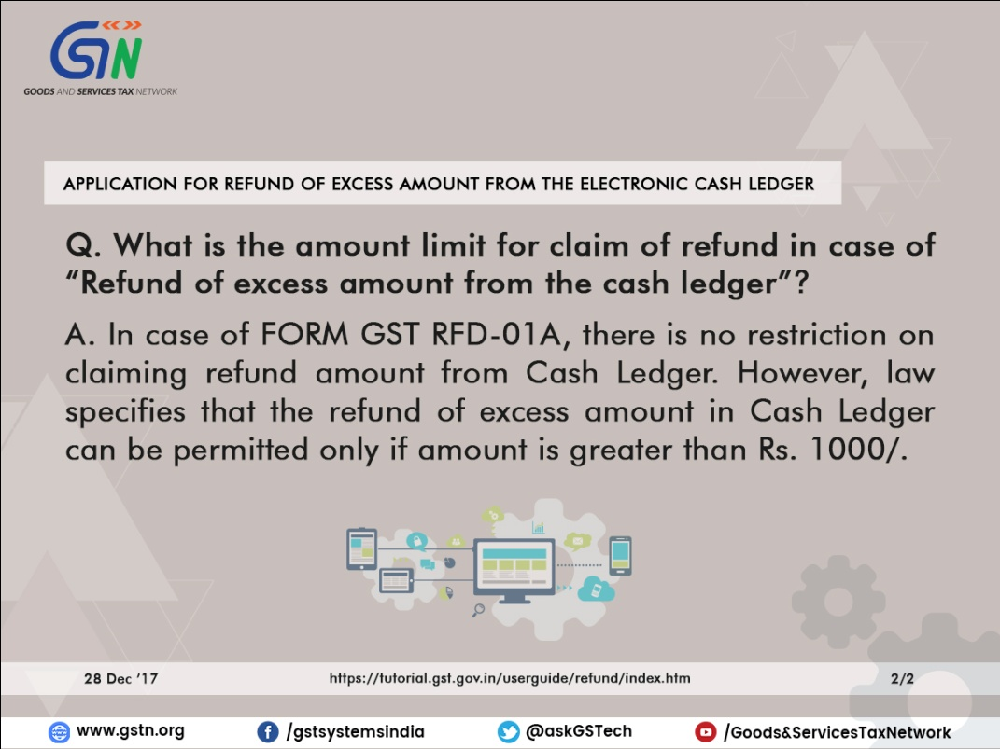 GSTN
GOODS AND SERVICES TAX NETWORK
APPLICATION FOR REFUND OF EXCESS AMOUNT FROM THE ELECTRONIC CASH LEDGER
Q. What is the amount limit for claim of refund in case of
“Refund of excess amount from the cash ledger”?
A. In case of FORM GST RFD-01A, there is no restriction on
claiming refund amount from Cash Ledger. However, law
specifies that the refund of excess amount in Cash Ledger
can be permitted only if amount is greater than Rs. 1000/.
28 Dec ’17
https://tutorial.gst.gov.in/userguide/refund/index.htm
2/2
www.gstn.org
/gstsystemsindia
@askGSTech
/Goods&ServicesTaxNetwork